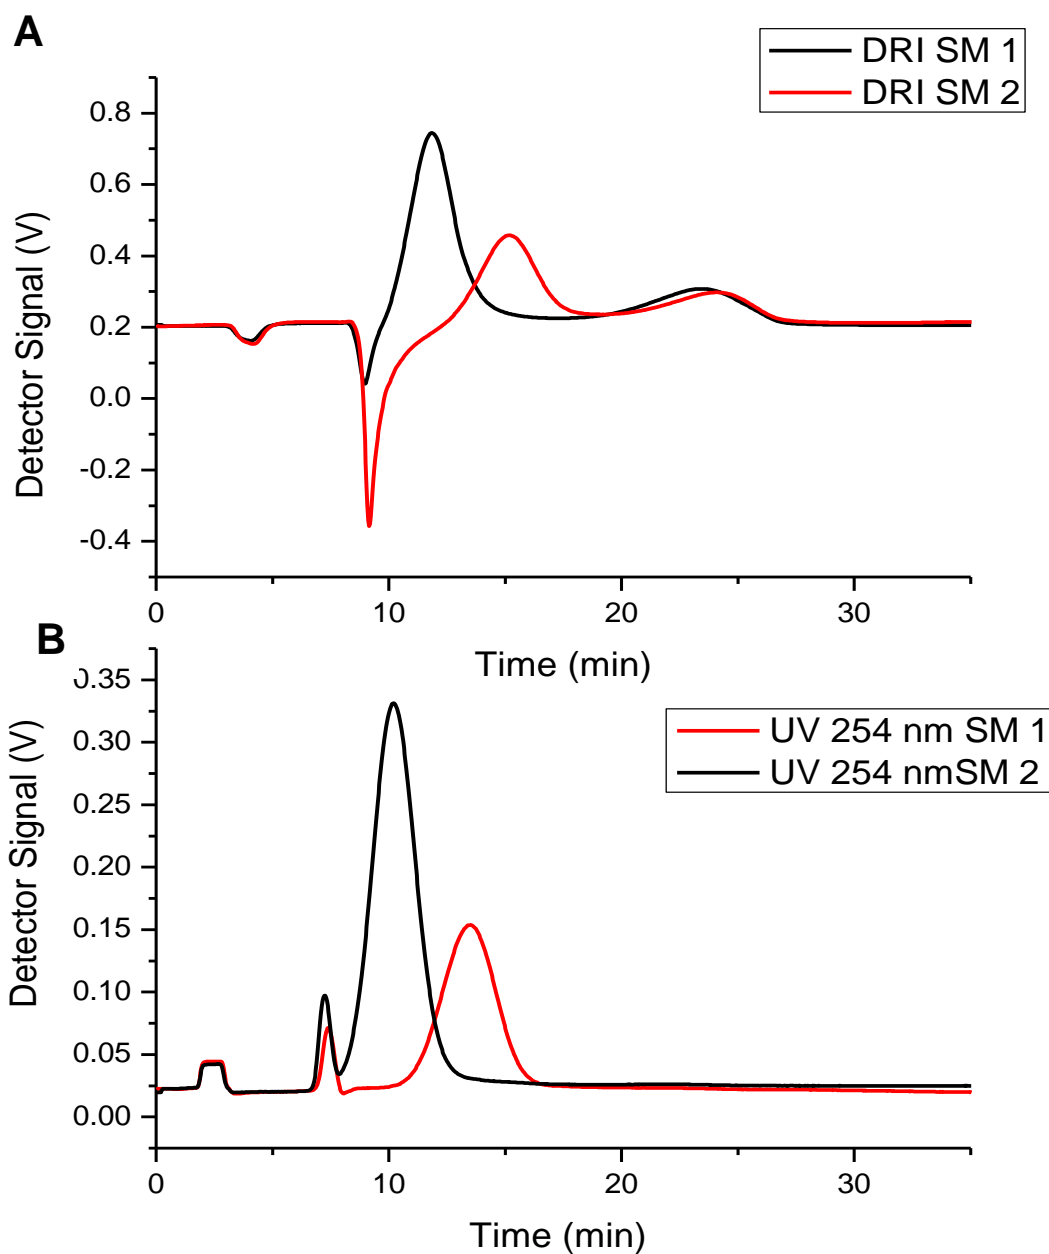 A
DRI SM 1
DRI SM 2
0.8
0.6
0.4
0.2
0.0
-0.2
-0.4
Detector Signal (V)
0 10 20 30
Time (min)
B
0.35
0.30
0.25
0.20
0.15
0.10
0.05
0.00
Detector Signal (V)
UV 254 nm SM 1
UV 254 nmSM 2
0 10 20 30
Time (min)